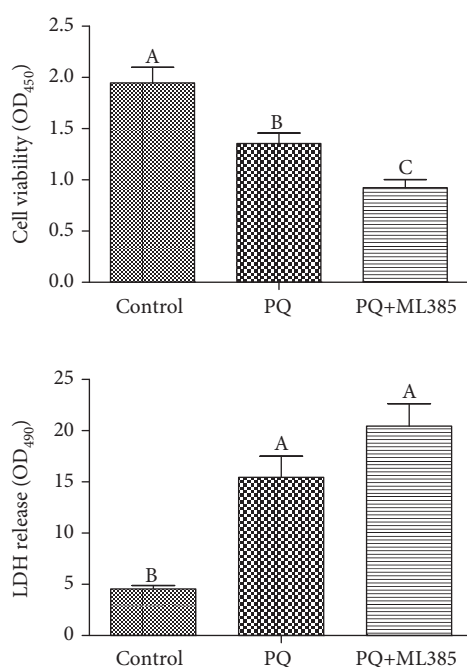 Cell viability (OD450)
2.5
2.0
1.5
1.0
0.5
0.0
A
B
C
Control PQ PQ+ML385
LDH release (OD490)
25
20
15
10
5
0
B
A
A
Control PQ PQ+ML385